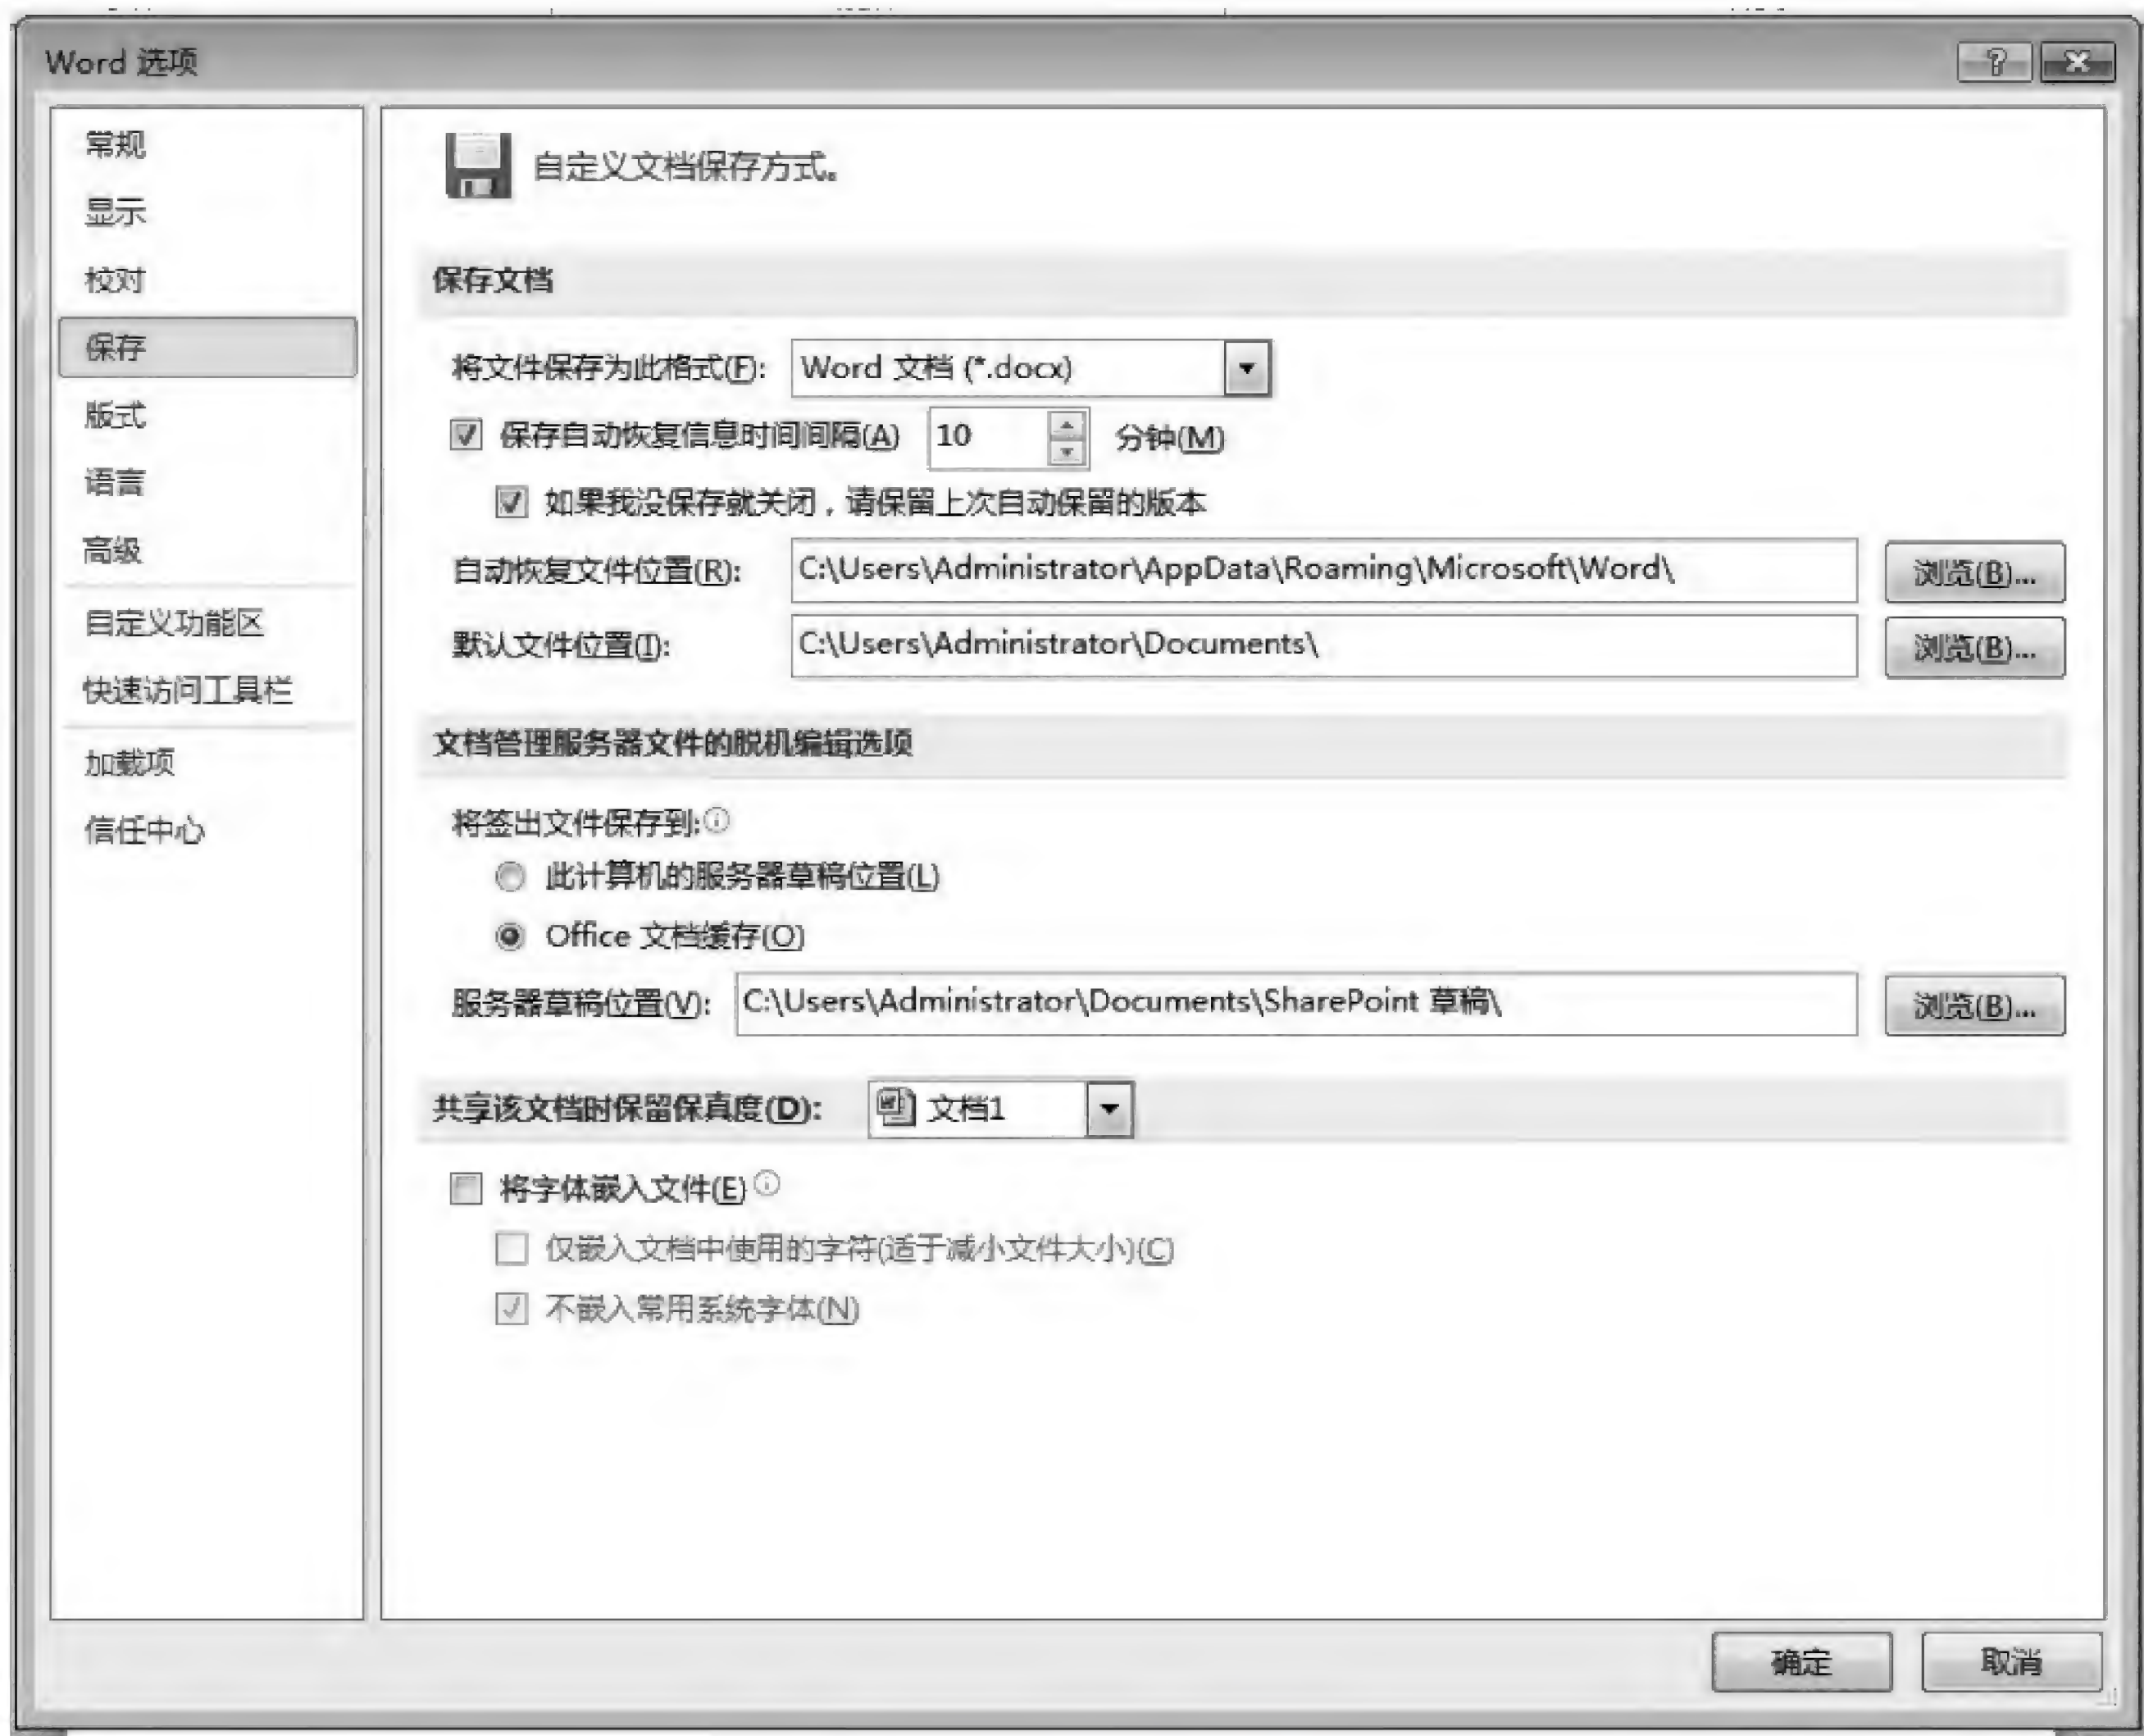 Word 选项
常规
显示
校对
保存
版式
语言
高级
自定义功能区
快速访问工具栏
加载项
信任中心
自定义文档保存方式。
保存文档
将文件保存为此格式(F): Word 文档 (*.docx)
保存自动恢复信息时间间隔(A) 10 分钟(M)
如果我没保存就关闭，请保留上次自动保留的版本
自动恢复文件位置(R): C:\Users\Administrator\AppData\Roaming\Microsoft\Word\ 浏览(B)...
默认文件位置(I): C:\Users\Administrator\Documents\ 浏览(B)...
文档管理服务器文件的脱机编辑选项
将签出文件保存到:
此计算机的服务器草稿位置(L)
Office 文档缓存(O)
服务器草稿位置(V): C:\Users\Administrator\Documents\SharePoint 草稿\ 浏览(B)...
共享该文档时保留保真度(D): 文档1
将字体嵌入文件(E)
仅嵌入文档中使用的字符(适于减小文件大小)(C)
不嵌入常用系统字体(N)
确定 取消